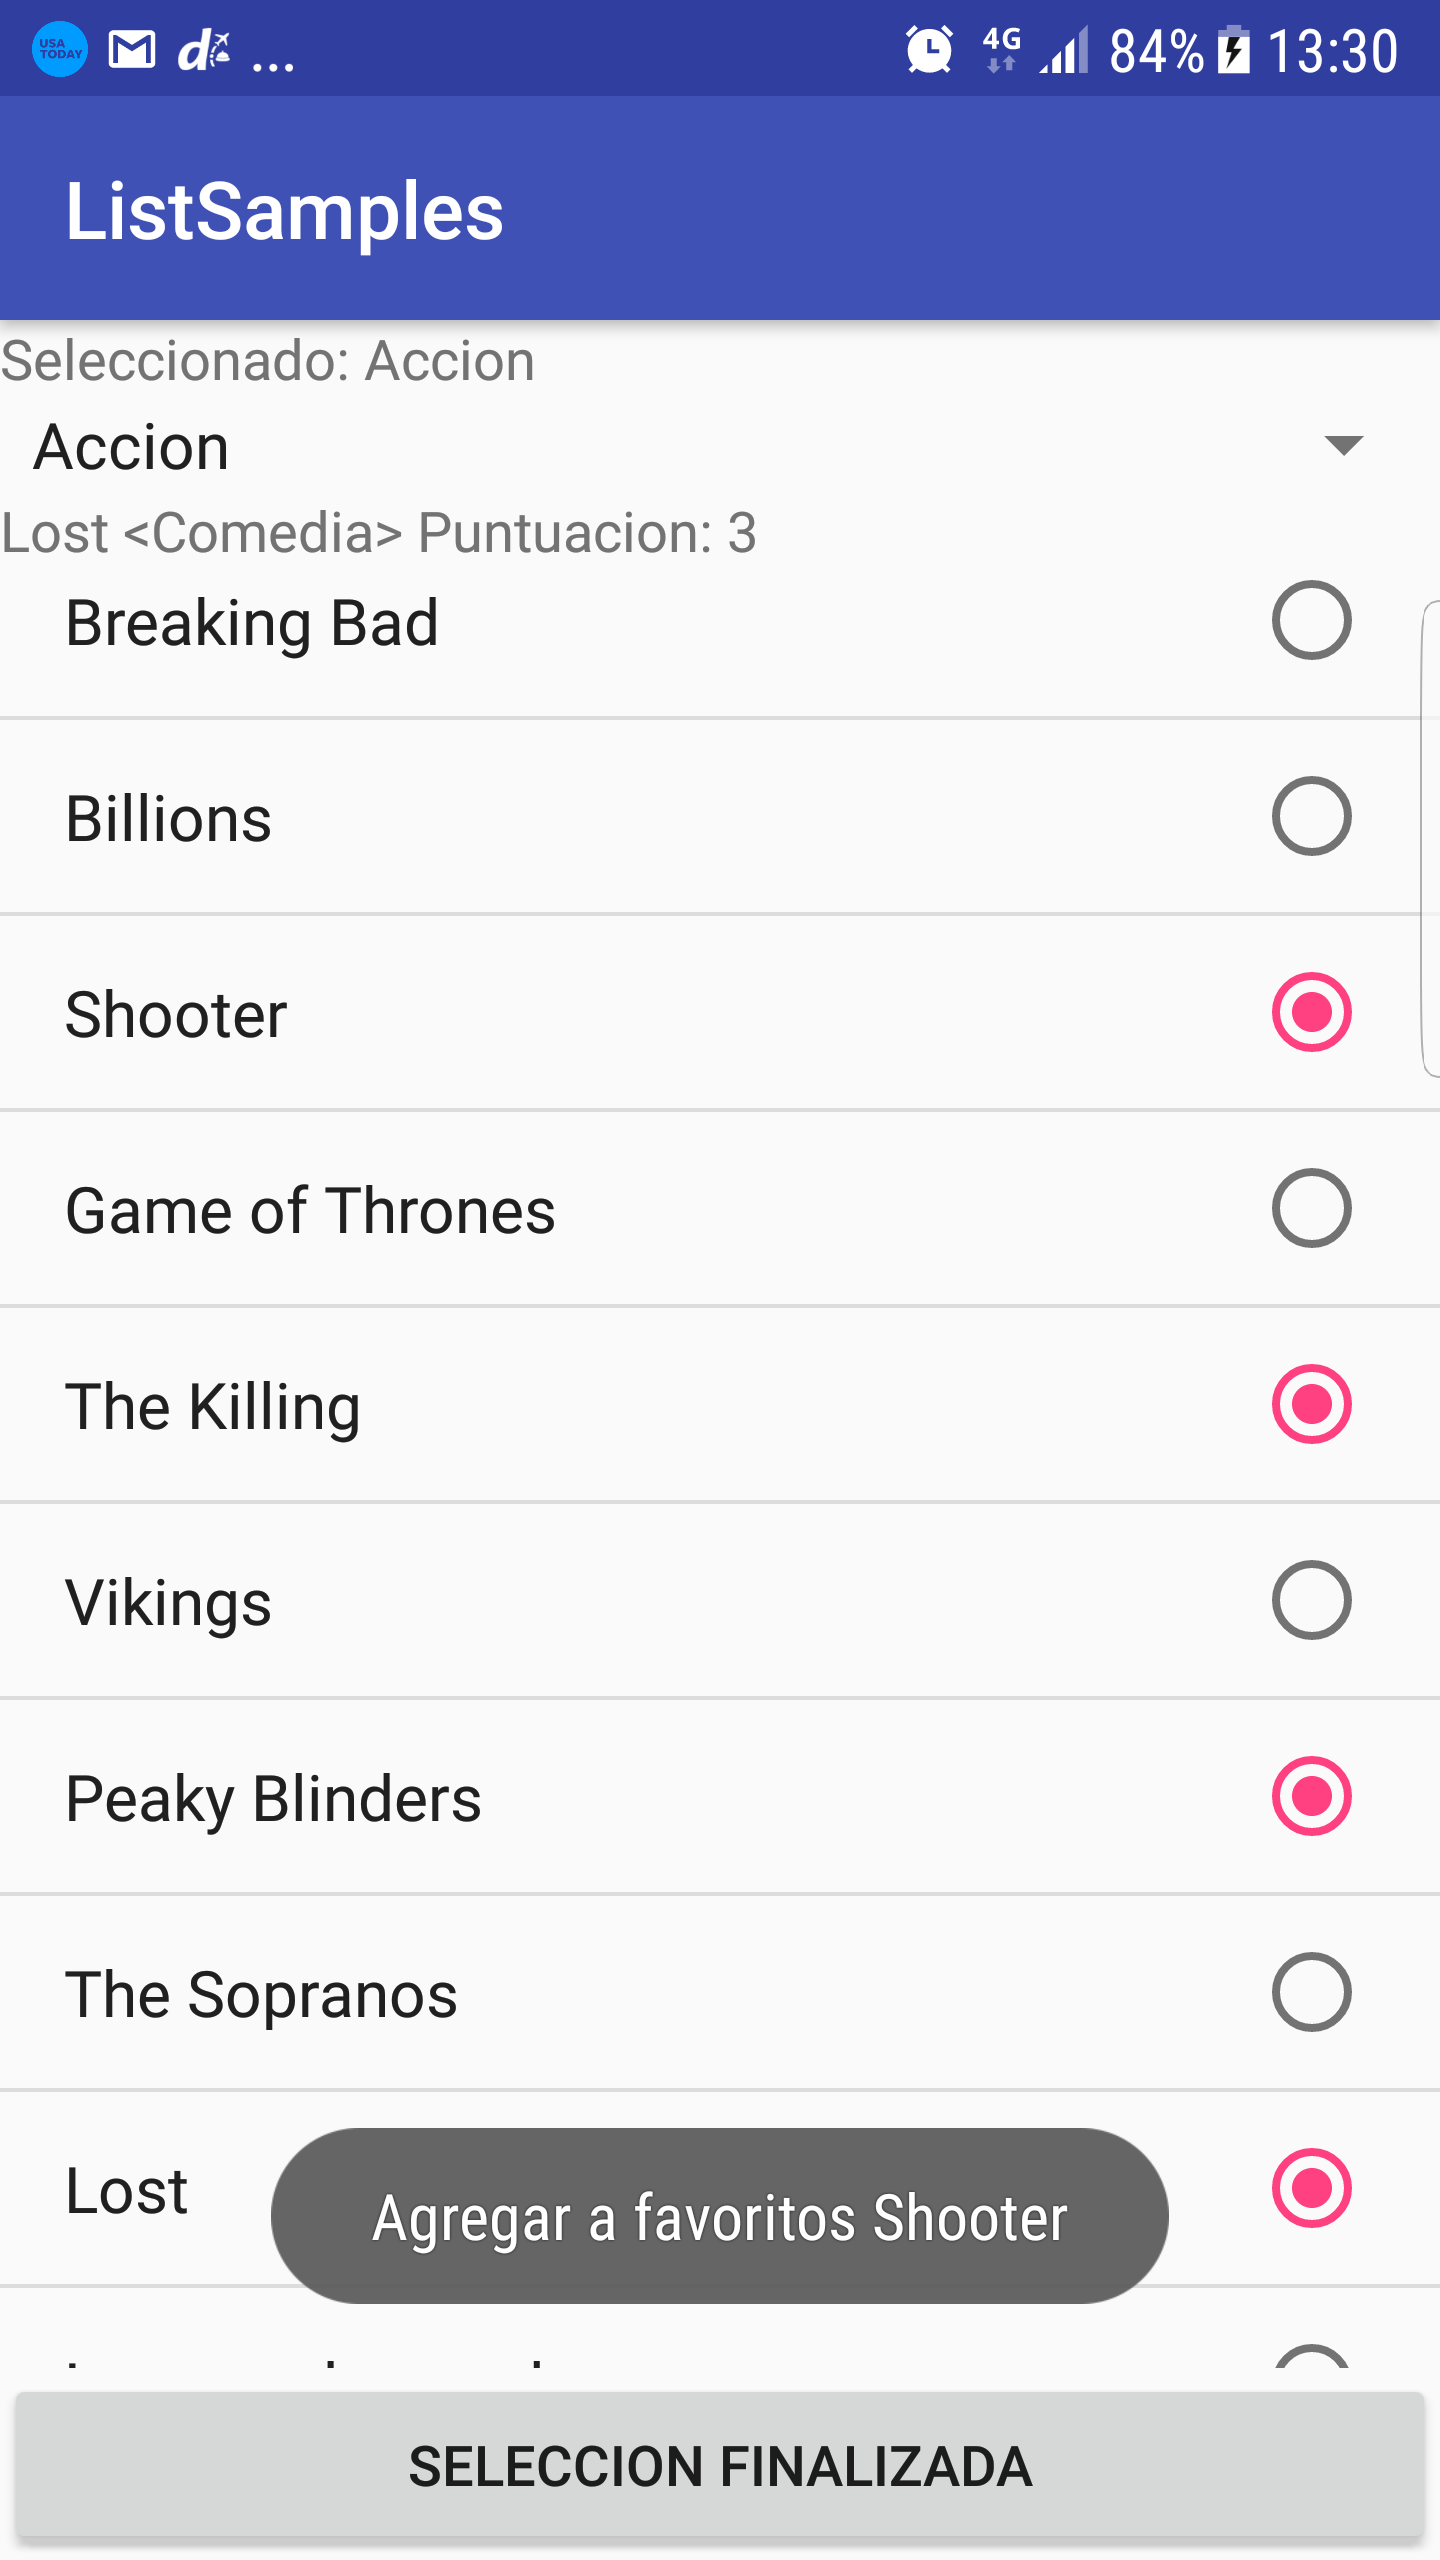 USA
TODAY
d
... 4G 84% 13:30
ListSamples
Seleccionado: Accion
Accion
Lost <Comedia> Puntuacion: 3
Breaking Bad
Billions
Shooter
Game of Thrones
The Killing
Vikings
Peaky Blinders
The Sopranos
Lost
Agregar a favoritos Shooter
SELECCION FINALIZADA